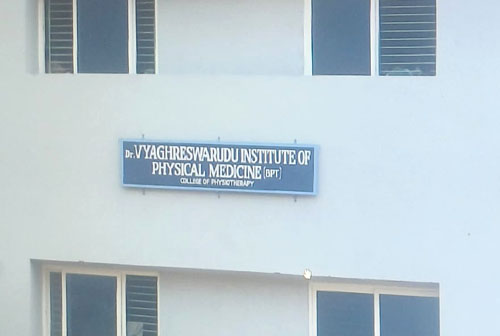 Dr. VYAGHRESWARUDU INSTITUTE OF
PHYSICAL MEDICINE (BPT)
COLLEGE OF PHYSIOTHERAPY